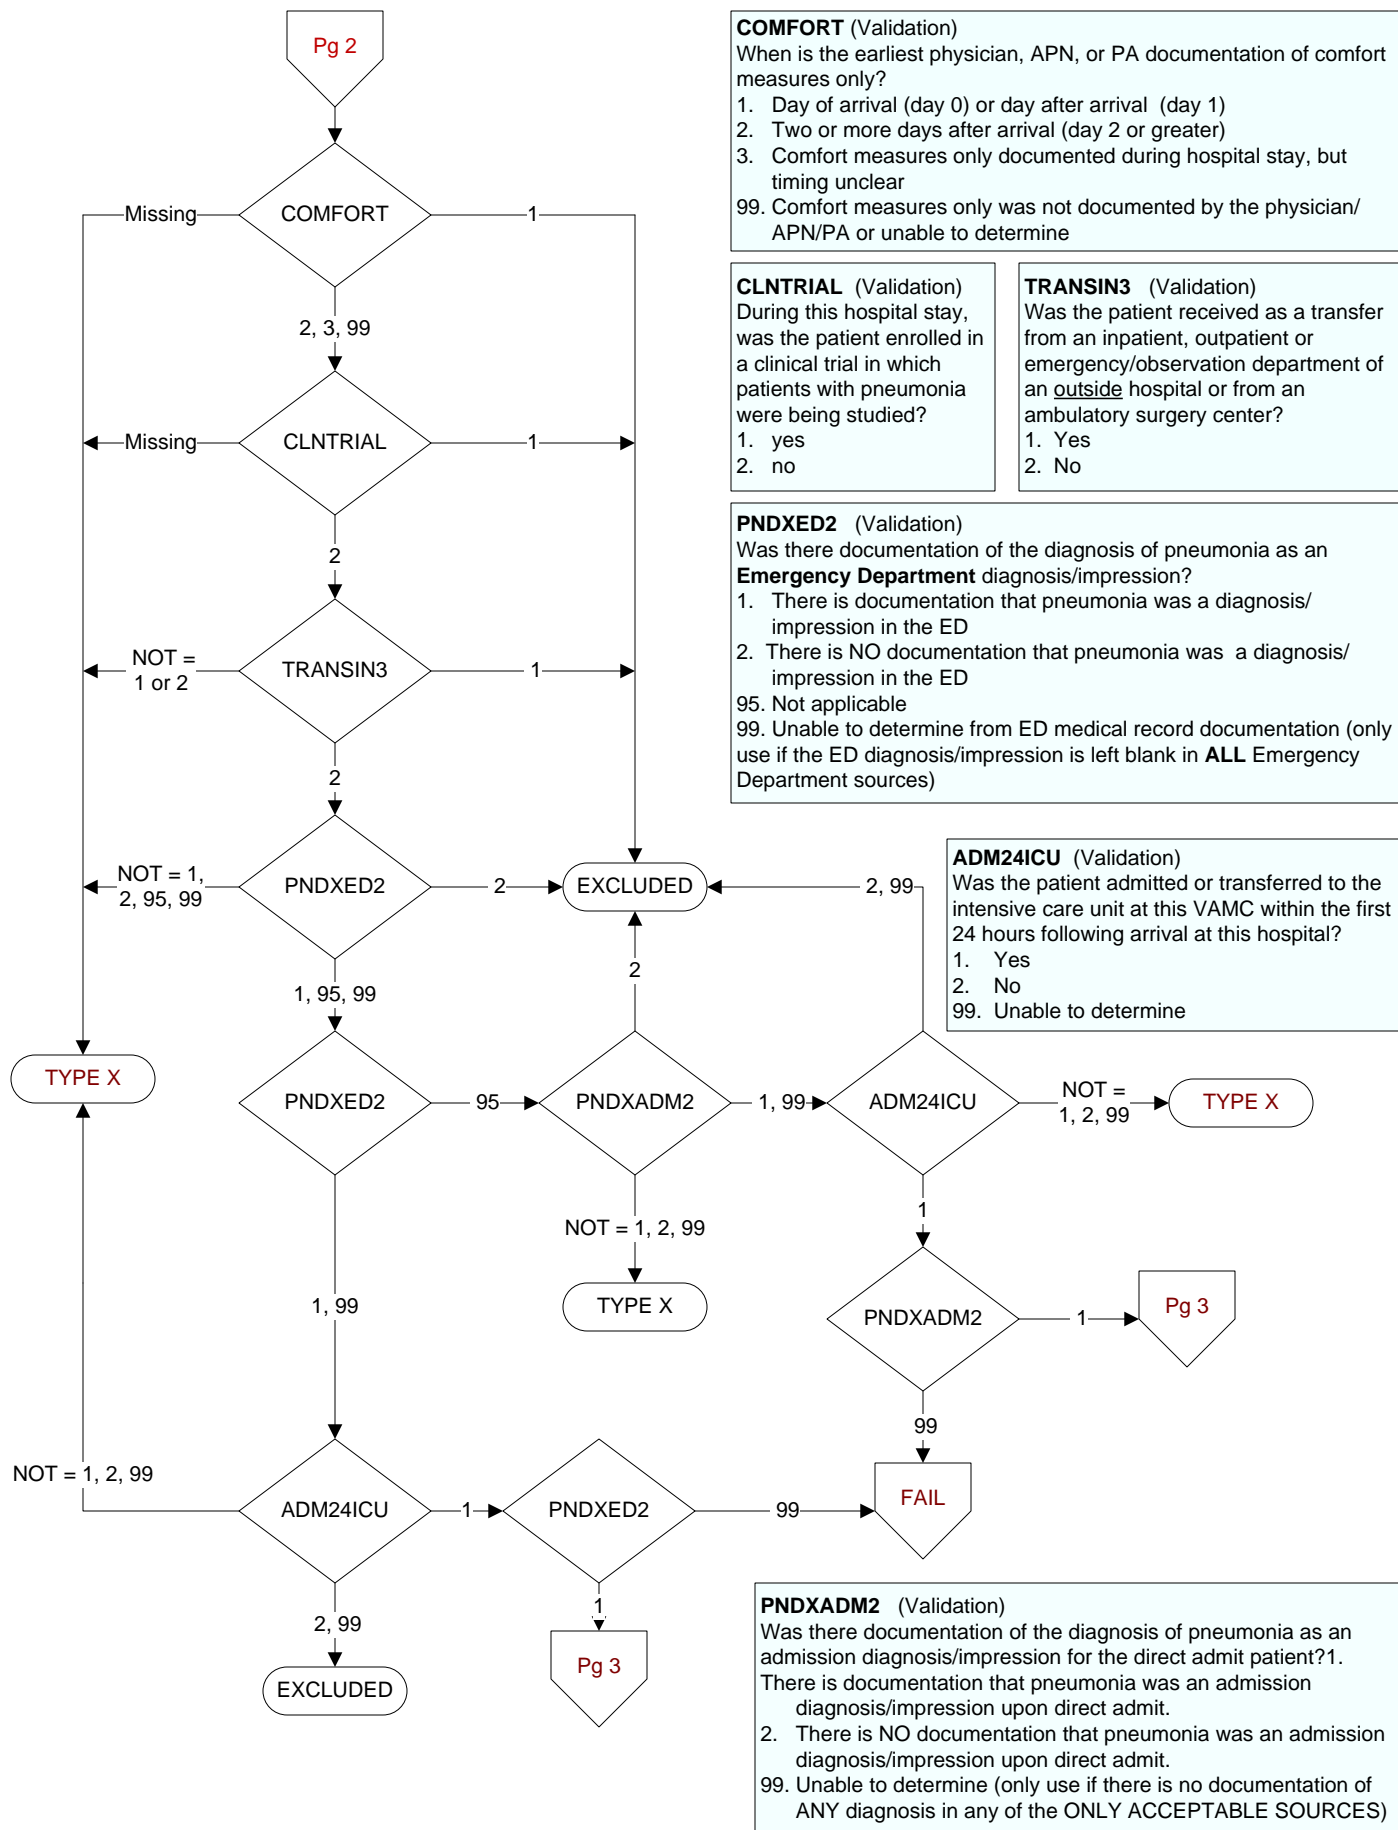 Pg 2
COMFORT (Validation)
When is the earliest physician, APN, or PA documentation of comfort
measures only?
1. Day of arrival (day 0) or day after arrival (day 1)
2. Two or more days after arrival (day 2 or greater)
3. Comfort measures only documented during hospital stay, but
timing unclear
99. Comfort measures only was not documented by the physician/
APN/PA or unable to determine
Missing
COMFORT
1
2, 3, 99
CLNTRIAL (Validation)
During this hospital stay,
was the patient enrolled in
a clinical trial in which
patients with pneumonia
were being studied?
1. yes
2. no
TRANSIN3 (Validation)
Was the patient received as a transfer
from an inpatient, outpatient or
emergency/observation department of
an outside hospital or from an
ambulatory surgery center?
1. Yes
2. No
Missing
CLNTRIAL
1
2
PNDXED2 (Validation)
Was there documentation of the diagnosis of pneumonia as an
Emergency Department diagnosis/impression?
1. There is documentation that pneumonia was a diagnosis/
impression in the ED
2. There is NO documentation that pneumonia was a diagnosis/
impression in the ED
95. Not applicable
99. Unable to determine from ED medical record documentation (only
use if the ED diagnosis/impression is left blank in ALL Emergency
Department sources)
NOT =
1 or 2
TRANSIN3
1
2
NOT = 1,
2, 95, 99
PNDXED2
2
EXCLUDED
2, 99
ADM24ICU (Validation)
Was the patient admitted or transferred to the
intensive care unit at this VAMC within the first
24 hours following arrival at this hospital?
1. Yes
2. No
99. Unable to determine
1, 95, 99
2
TYPE X
PNDXED2
95
PNDXADM2
1, 99
ADM24ICU
NOT =
1, 2, 99
TYPE X
1
NOT = 1, 2, 99
TYPE X
1, 99
PNDXADM2
1
Pg 3
99
NOT = 1, 2, 99
ADM24ICU
1
PNDXED2
99
FAIL
2, 99
1
EXCLUDED
Pg 3
PNDXADM2 (Validation)
Was there documentation of the diagnosis of pneumonia as an
admission diagnosis/impression for the direct admit patient?1.
There is documentation that pneumonia was an admission
diagnosis/impression upon direct admit.
2. There is NO documentation that pneumonia was an admission
diagnosis/impression upon direct admit.
99. Unable to determine (only use if there is no documentation of
ANY diagnosis in any of the ONLY ACCEPTABLE SOURCES)